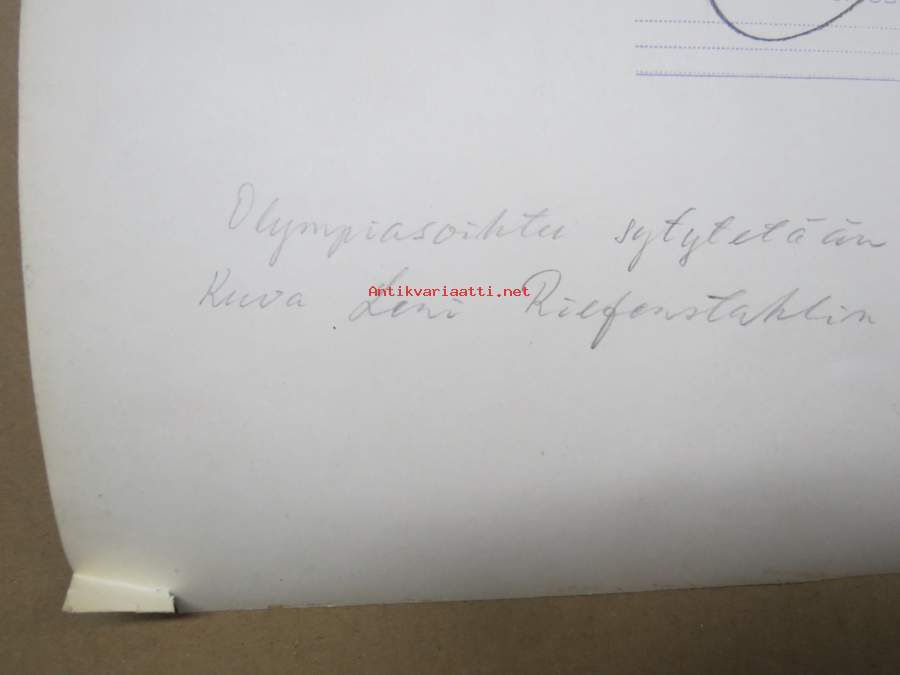 Olympiasoihtu sytytetään
Antikvariaatti.net
Kuva Leni Riefenstahlin